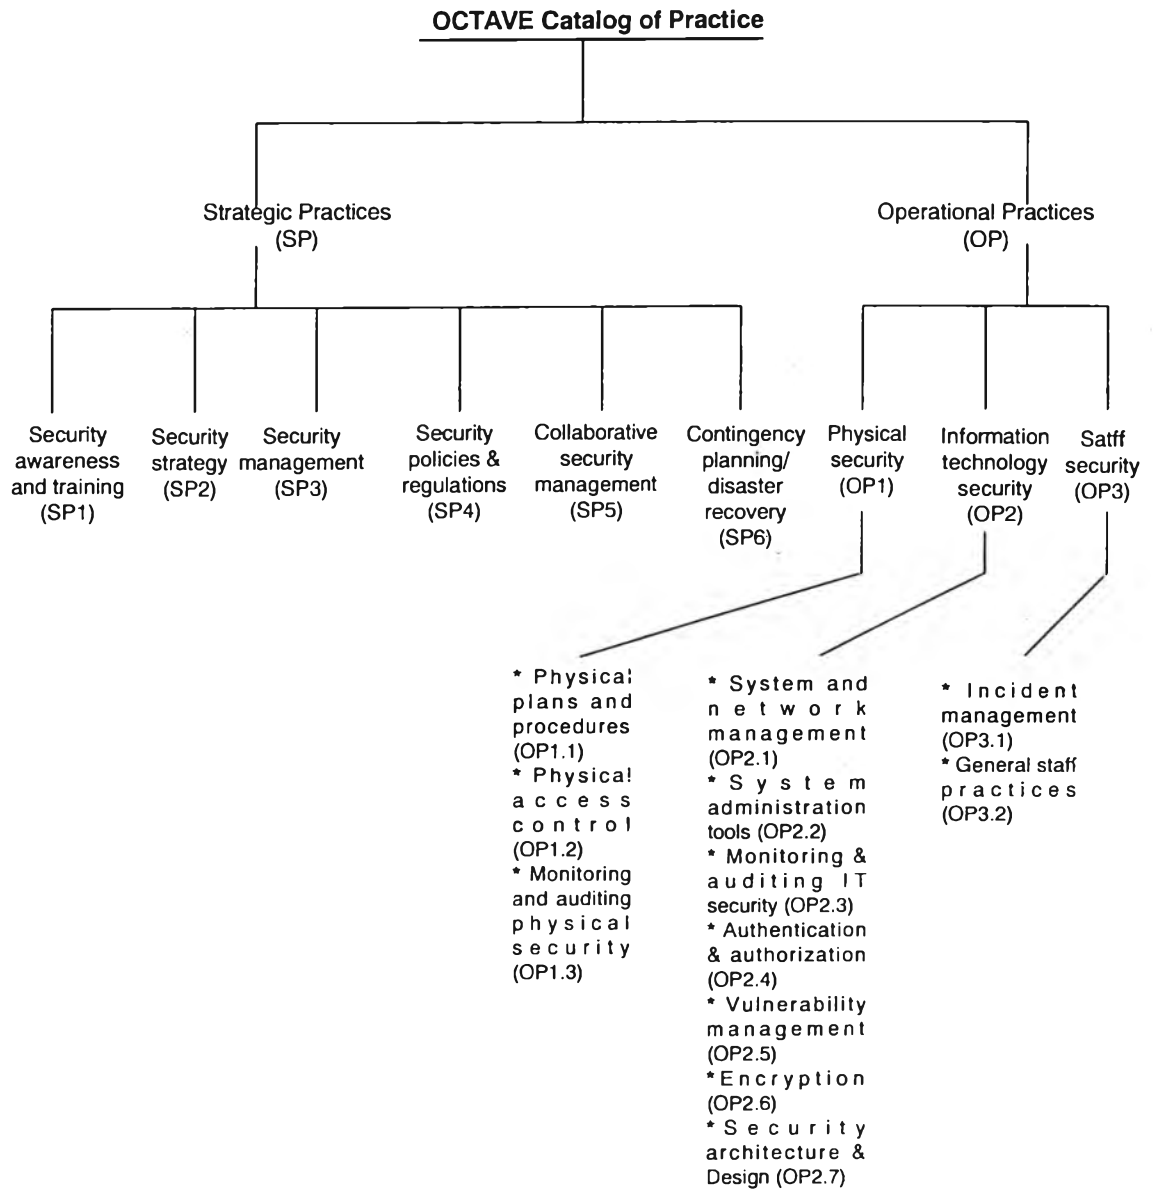 OCTAVE Catalog of Practice
Strategic Practices
(SP)
Operational Practices
(OP)
Security
awareness
and training
(SP1)
Security
strategy
(SP2)
Security
management
(SP3)
Security
policies &
regulations
(SP4)
Collaborative
security
management
(SP5)
Contingency
planning/
disaster
recovery
(SP6)
Physical
security
(OP1)
Information
technology
security
(OP2)
Satff
security
(OP3)
* Physical
plans and
procedures
(OP1.1)
* Physical
access
control
(OP1.2)
* Monitoring
and auditing
physical
security
(OP1.3)
* System and
network
management
(OP2.1)
* System
administration
tools (OP2.2)
* Monitoring &
auditing IT
security (OP2.3)
* Authentication
& authorization
(OP2.4)
* Vulnerability
management
(OP2.5)
* Encryption
(OP2.6)
* Security
architecture &
Design (OP2.7)
* Incident
management
(OP3.1)
* General staff
practices
(OP3.2)